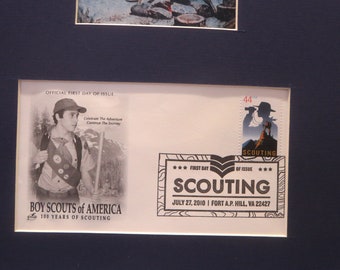 OFFICIAL FIRST DAY OF ISSUE
Celebrate The Adventure
Continue The Journey
BOY SCOUTS of AMERICA
100 YEARS OF SCOUTING
44
SCOUTING
FIRST DAY OF ISSUE
SCOUTING
JULY 27, 2010 | FORT A.P. HILL, VA 22427